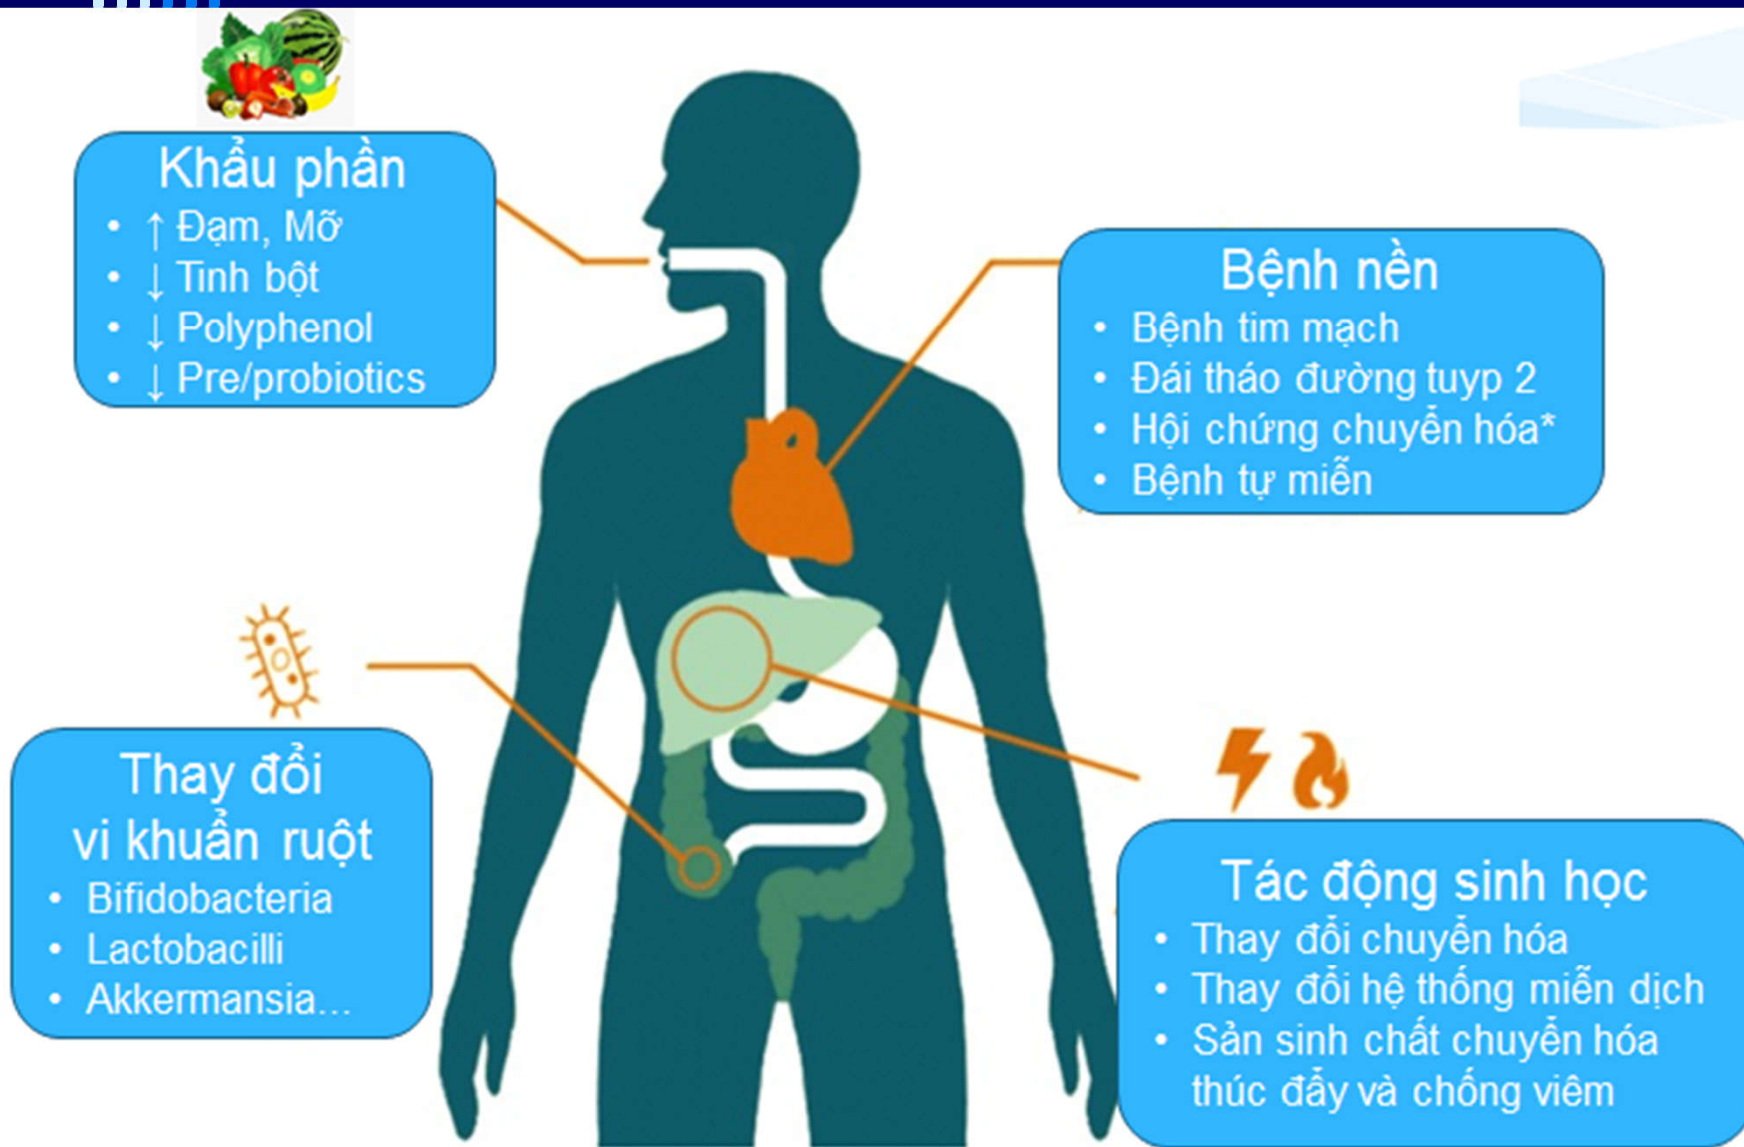 Khẩu phần
• ↑ Đạm, Mỡ
• ↓ Tinh bột
• ↓ Polyphenol
• ↓ Pre/probiotics
Bệnh nền
• Bệnh tim mạch
• Đái tháo đường tuyp 2
• Hội chứng chuyển hóa*
• Bệnh tự miễn
Thay đổi
vi khuẩn ruột
• Bifidobacteria
• Lactobacilli
• Akkermansia...
Tác động sinh học
• Thay đổi chuyển hóa
• Thay đổi hệ thống miễn dịch
• Sản sinh chất chuyển hóa
thúc đẩy và chống viêm